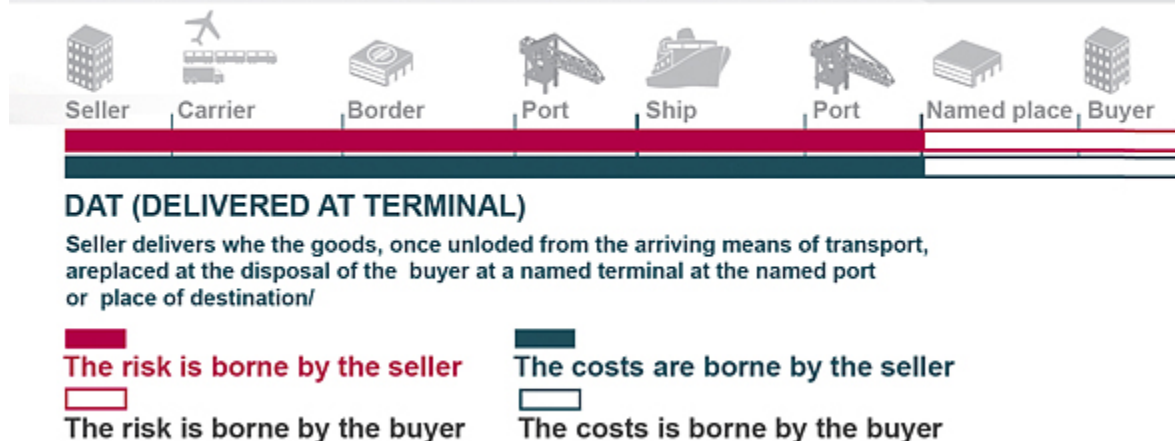 Seller Carrier Border Port Ship Port Named place Buyer
DAT (DELIVERED AT TERMINAL)
Seller delivers whe the goods, once unloded from the arriving means of transport,
areplaced at the disposal of the buyer at a named terminal at the named port
or place of destination/
The risk is borne by the seller The costs are borne by the seller
The risk is borne by the buyer The costs is borne by the buyer